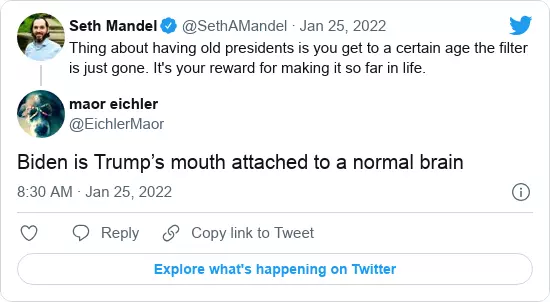 Seth Mandel @SethAMandel · Jan 25, 2022
Thing about having old presidents is you get to a certain age the filter
is just gone. It's your reward for making it so far in life.
maor eichler
@EichlerMaor
Biden is Trump’s mouth attached to a normal brain
8:30 AM · Jan 25, 2022
Reply
Copy link to Tweet
Explore what's happening on Twitter